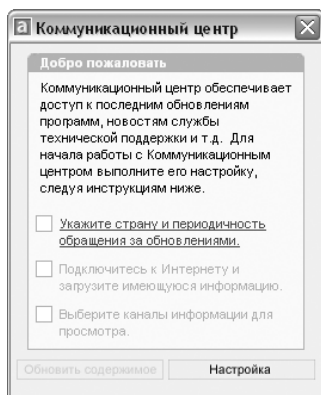 a Коммуникационный центр
Добро пожаловать
Коммуникационный центр обеспечивает
доступ к последним обновлениям
программ, новостям службы
технической поддержки и т.д. Для
начала работы с Коммуникационным
центром выполните его настройку,
следуя инструкциям ниже.
Укажите страну и периодичность
обращения за обновлениями.
Подключитесь к Интернету и
загрузите имеющуюся информацию.
Выберите каналы информации для
просмотра.
Обновить содержимое Настройка